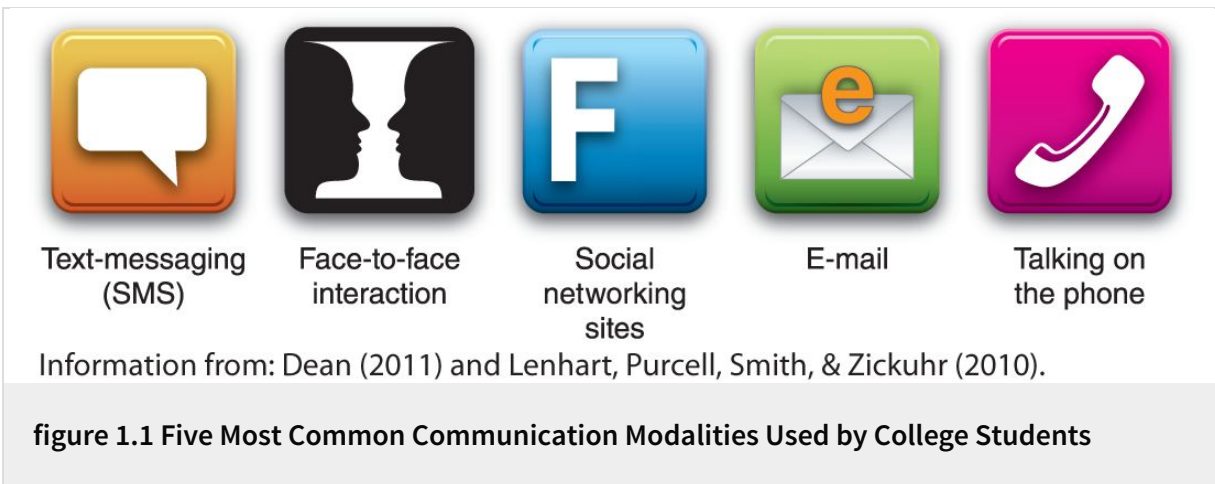 F
e
Text-messaging
(SMS)
Face-to-face
interaction
Social
networking
sites
E-mail
Talking on
the phone
Information from: Dean (2011) and Lenhart, Purcell, Smith, & Zickuhr (2010).
figure 1.1 Five Most Common Communication Modalities Used by College Students